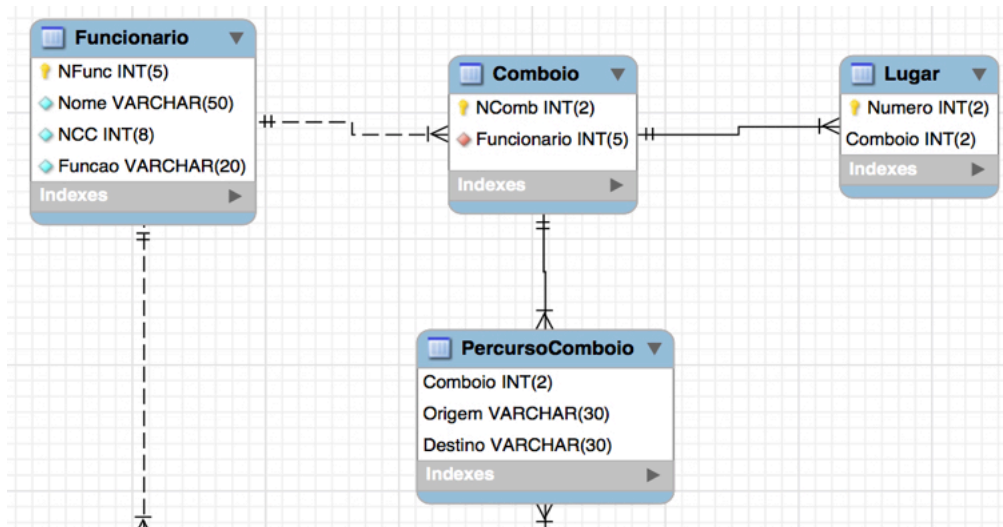 Funcionario
NFunc INT(5)
Nome VARCHAR(50)
NCC INT(8)
Funcao VARCHAR(20)
Indexes
Comboio
NComb INT(2)
Funcionario INT(5)
Indexes
Lugar
Numero INT(2)
Comboio INT(2)
Indexes
PercursoComboio
Comboio INT(2)
Origem VARCHAR(30)
Destino VARCHAR(30)
Indexes